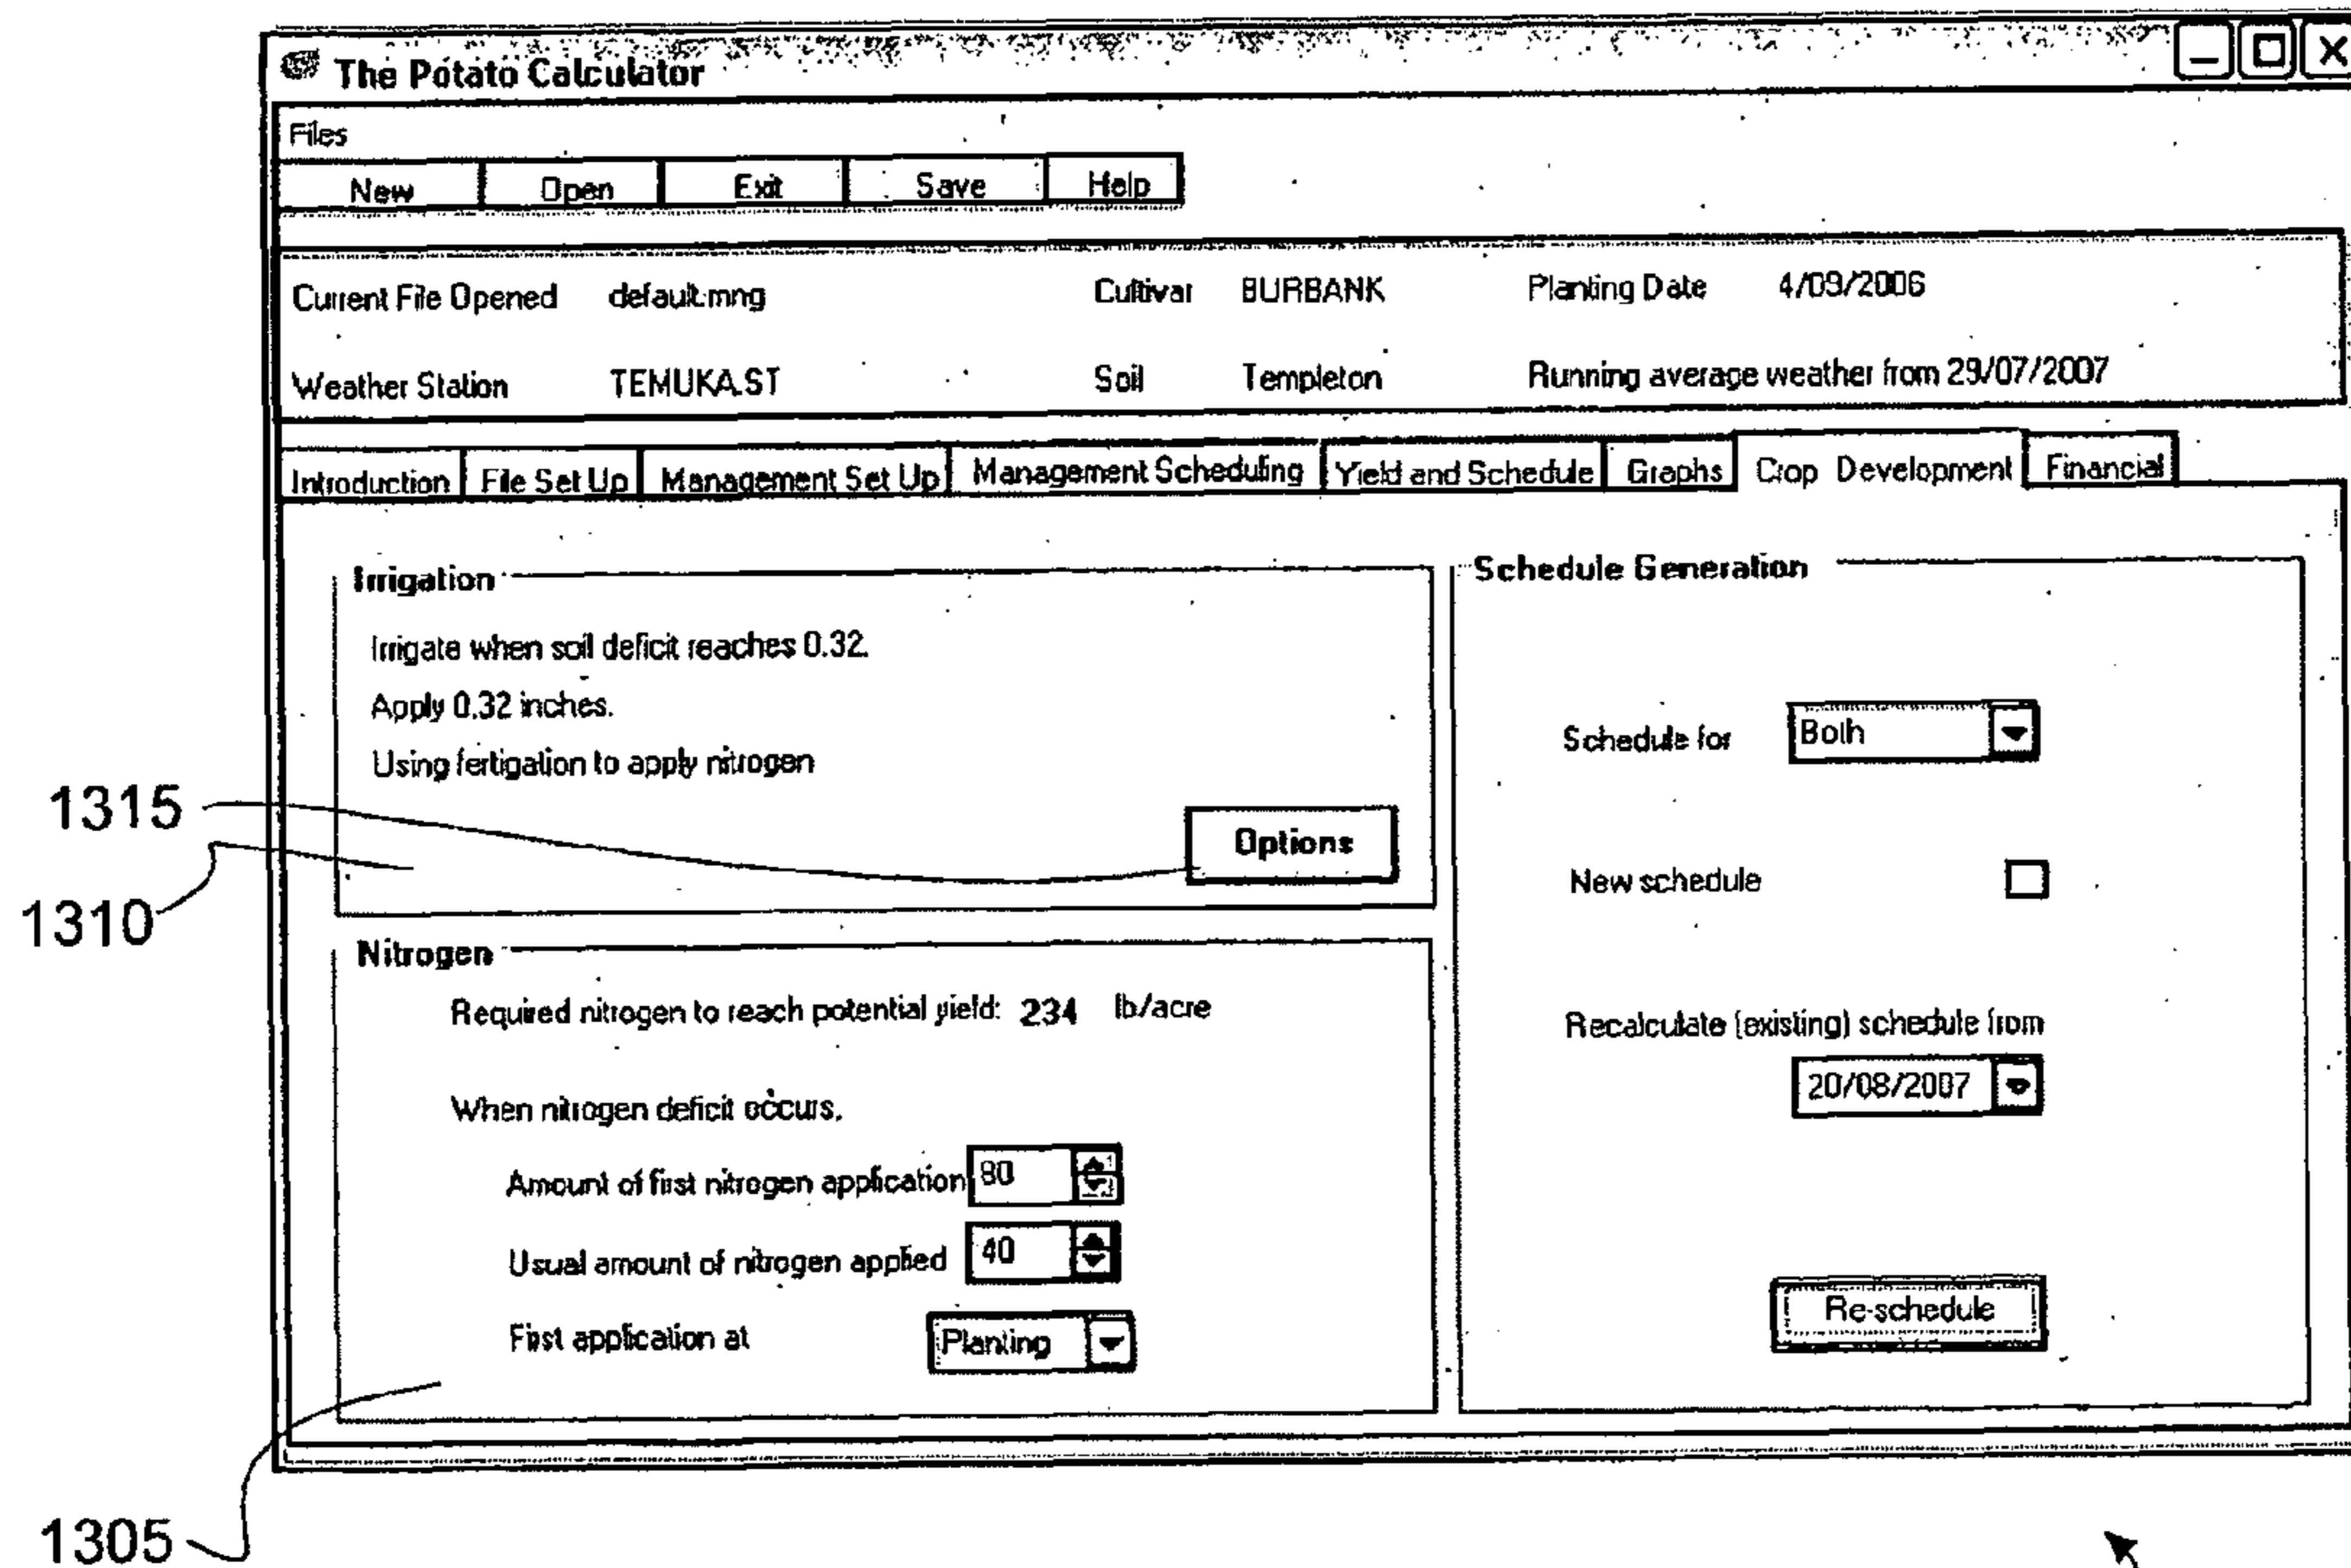 The Potato Calculator
Files
New Open Exit Save Help
Current File Opened default.mng Cultivar BURBANK Planting Date 4/09/2006
Weather Station TEMUKA.ST Soil Templeton Running average weather from 29/07/2007
Introduction File Set Up Management Set Up Management Scheduling Yield and Schedule Graphs Crop Development Financial
Irrigation
Irrigate when soil deficit reaches 0.32.
Apply 0.32 inches.
Using fertigation to apply nitrogen
Options
1315
1310
Nitrogen
Required nitrogen to reach potential yield: 234 lb/acre
When nitrogen deficit occurs,
Amount of first nitrogen application 80
Usual amount of nitrogen applied 40
First application at Planting
1305
Schedule Generation
Schedule for Both
New schedule
Recalculate (existing) schedule from
20/08/2007
Re-schedule